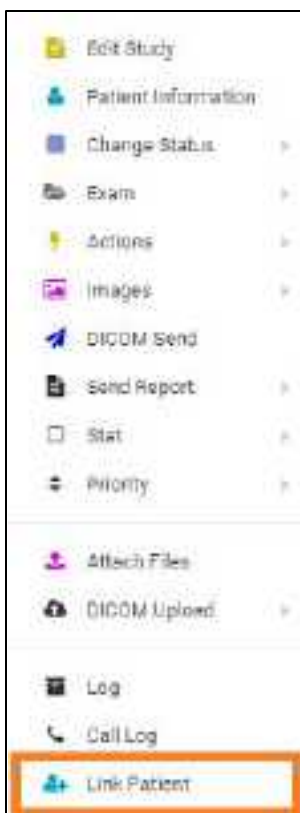 Edit Study
Patient Information
Change Status
Exam
Actions
Images
DICOM Send
Send Report
Stat
Priority
Attach Files
DICOM Upload
Log
Call Log
Link Patient